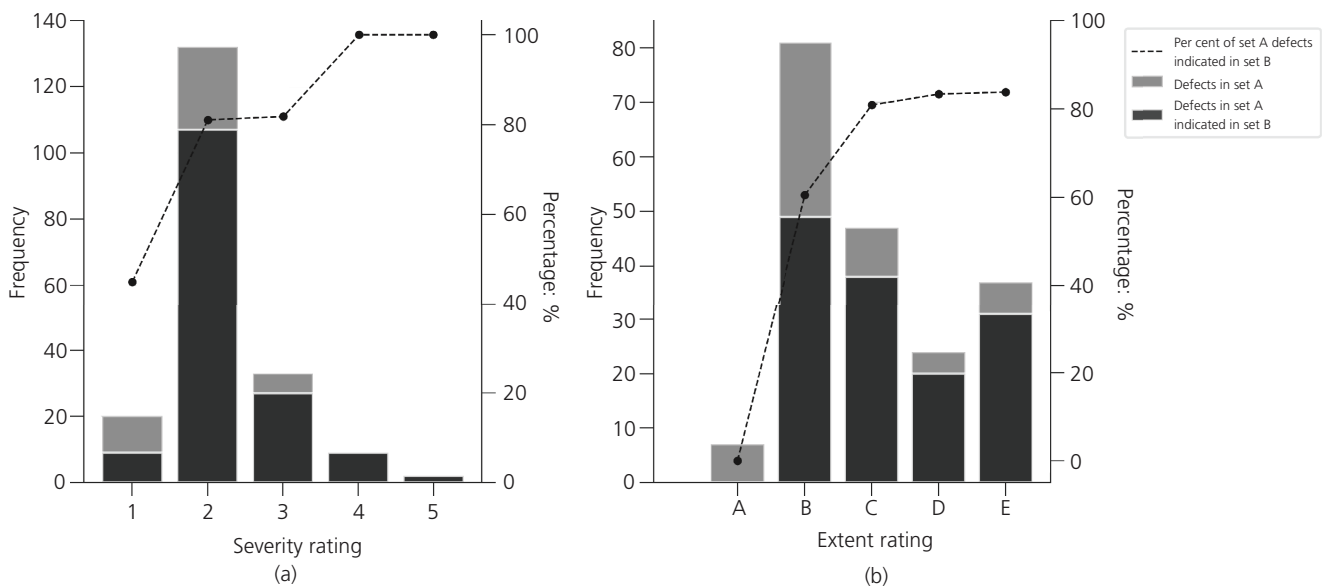 140
120
100
80
60
40
20
0
Frequency
100
80
60
40
20
0
Percentage: %
1 2 3 4 5
Severity rating
(a)
80
70
60
50
40
30
20
10
0
Frequency
100
80
60
40
20
0
Percentage: %
A B C D E
Extent rating
(b)
Per cent of set A defects
indicated in set B
Defects in set A
Defects in set A
indicated in set B